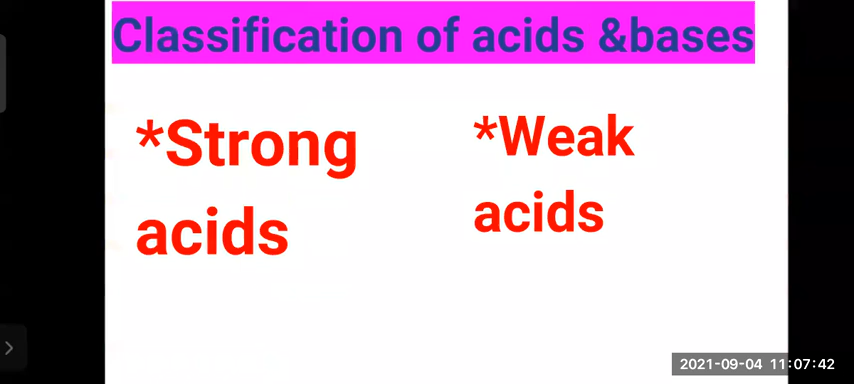 Classification of acids &bases
*Strong
acids
*Weak
acids
2021-09-04 11:07:42